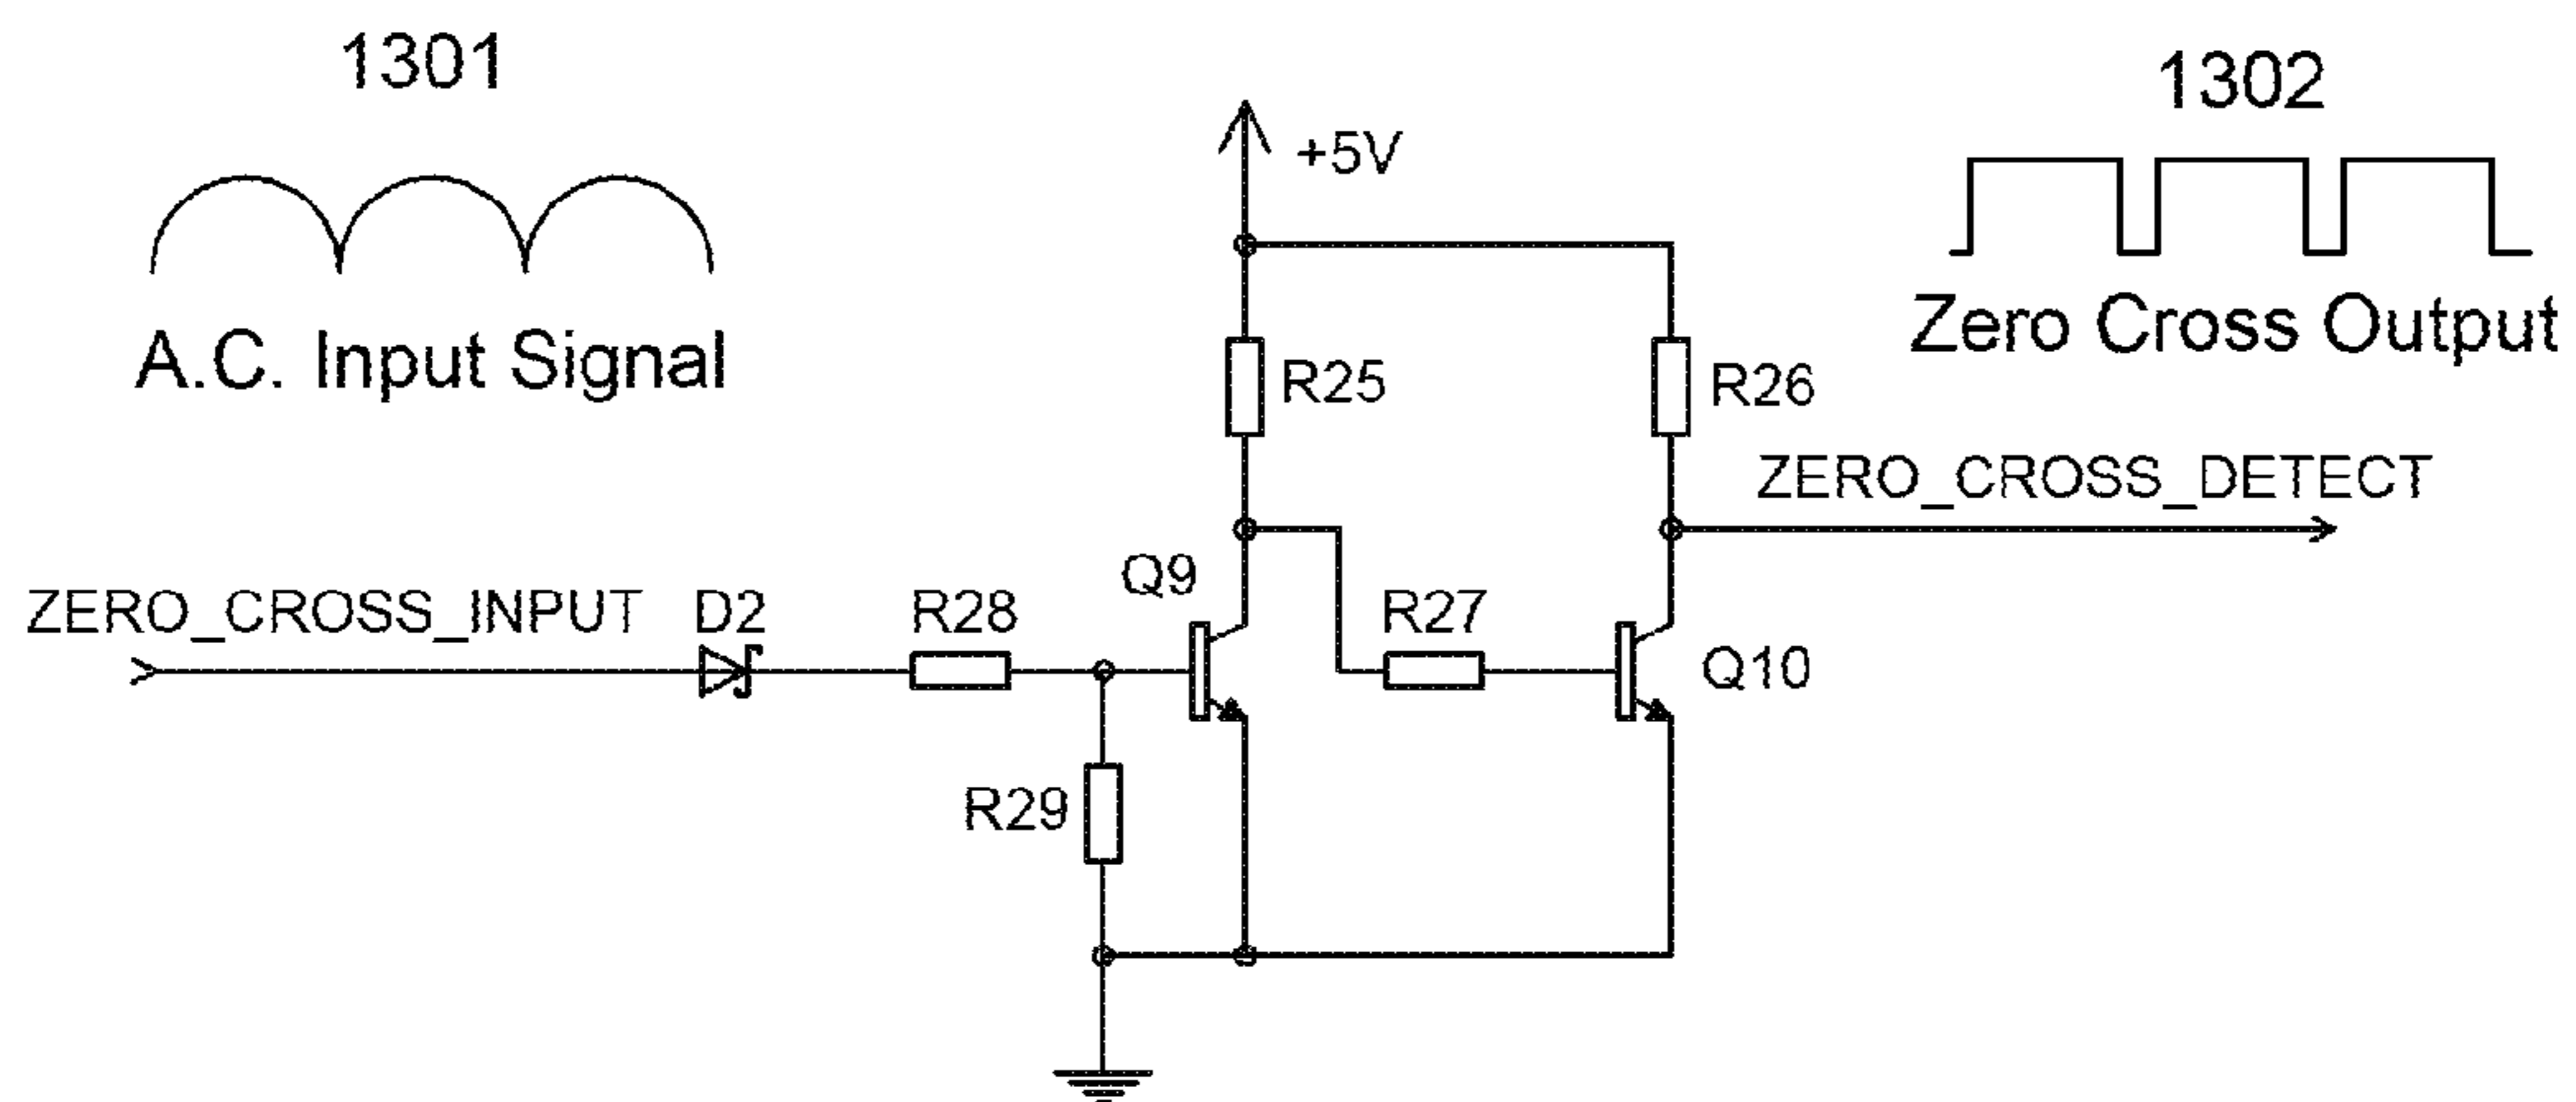 1301
1302
+5V
A.C. Input Signal
Zero Cross Output
R25
R26
ZERO_CROSS_DETECT
Q9
ZERO_CROSS_INPUT
D2
R28
R27
Q10
R29